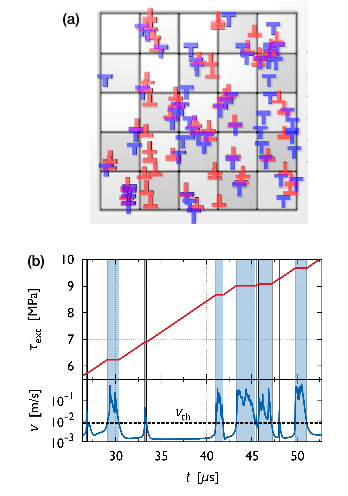 (a)
(b)
10
9
8
7
6
τexc [MPa]
10⁻¹
10⁻²
10⁻³
v [m/s]
Vth
30 35 40 45 50
t [μs]